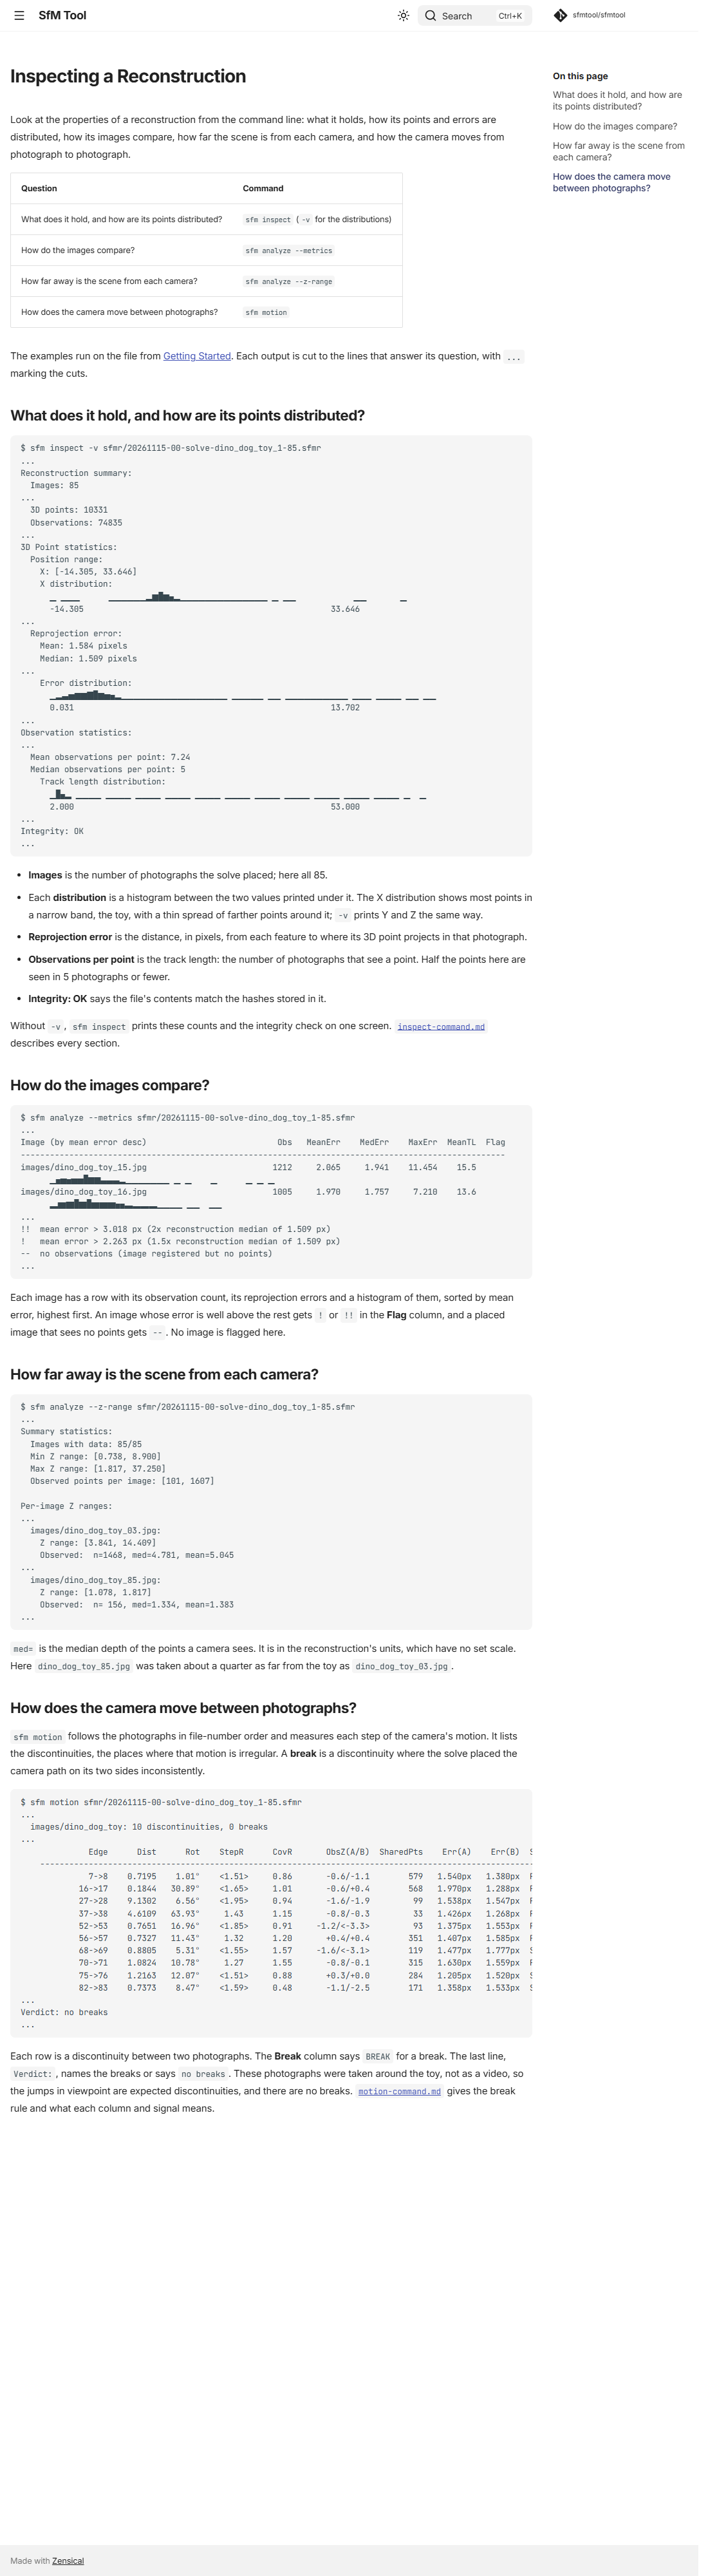 SfM Tool
Search
Ctrl+K
sfmtool/sfmtool
Inspecting a Reconstruction
Look at the properties of a reconstruction from the command line: what it holds, how its points and errors are
distributed, how its images compare, how far the scene is from each camera, and how the camera moves from
photograph to photograph.
Question Command
What does it hold, and how are its points distributed? sfm inspect ( -v for the distributions)
How do the images compare? sfm analyze --metrics
How far away is the scene from each camera? sfm analyze --z-range
How does the camera move between photographs? sfm motion
The examples run on the file from Getting Started. Each output is cut to the lines that answer its question, with ...
marking the cuts.
What does it hold, and how are its points distributed?
$ sfm inspect -v sfmr/20261115-00-solve-dino_dog_toy_1-85.sfmr
...
Reconstruction summary:
Images: 85
...
3D points: 10331
Observations: 74835
...
3D Point statistics:
Position range:
X: [-14.305, 33.646]
X distribution:
-14.305 33.646
...
Reprojection error:
Mean: 1.584 pixels
Median: 1.509 pixels
...
Error distribution:
0.031 13.702
...
Observation statistics:
...
Mean observations per point: 7.24
Median observations per point: 5
Track length distribution:
2.000 53.000
...
Integrity: OK
...
• Images is the number of photographs the solve placed; here all 85.
• Each distribution is a histogram between the two values printed under it. The X distribution shows most points in
a narrow band, the toy, with a thin spread of farther points around it; -v prints Y and Z the same way.
• Reprojection error is the distance, in pixels, from each feature to where its 3D point projects in that photograph.
• Observations per point is the track length: the number of photographs that see a point. Half the points here are
seen in 5 photographs or fewer.
• Integrity: OK says the file's contents match the hashes stored in it.
Without -v, sfm inspect prints these counts and the integrity check on one screen. inspect-command.md
describes every section.
How do the images compare?
$ sfm analyze --metrics sfmr/20261115-00-solve-dino_dog_toy_1-85.sfmr
...
Image (by mean error desc) Obs MeanErr MedErr MaxErr MeanTL Flag
----------------------------------------------------------------------------------------------------
images/dino_dog_toy_15.jpg 1212 2.065 1.941 11.454 15.5
images/dino_dog_toy_16.jpg 1005 1.970 1.757 7.210 13.6
...
!! mean error > 3.018 px (2x reconstruction median of 1.509 px)
! mean error > 2.263 px (1.5x reconstruction median of 1.509 px)
-- no observations (image registered but no points)
...
Each image has a row with its observation count, its reprojection errors and a histogram of them, sorted by mean
error, highest first. An image whose error is well above the rest gets ! or !! in the Flag column, and a placed
image that sees no points gets --. No image is flagged here.
How far away is the scene from each camera?
$ sfm analyze --z-range sfmr/20261115-00-solve-dino_dog_toy_1-85.sfmr
...
Summary statistics:
Images with data: 85/85
Min Z range: [0.738, 8.900]
Max Z range: [1.817, 37.250]
Observed points per image: [101, 1607]
Per-image Z ranges:
...
images/dino_dog_toy_03.jpg:
Z range: [3.841, 14.409]
Observed: n=1468, med=4.781, mean=5.045
...
images/dino_dog_toy_85.jpg:
Z range: [1.078, 1.817]
Observed: n= 156, med=1.334, mean=1.383
...
med= is the median depth of the points a camera sees. It is in the reconstruction's units, which have no set scale.
Here dino_dog_toy_85.jpg was taken about a quarter as far from the toy as dino_dog_toy_03.jpg.
How does the camera move between photographs?
sfm motion follows the photographs in file-number order and measures each step of the camera's motion. It lists
the discontinuities, the places where that motion is irregular. A break is a discontinuity where the solve placed the
camera path on its two sides inconsistently.
$ sfm motion sfmr/20261115-00-solve-dino_dog_toy_1-85.sfmr
...
images/dino_dog_toy: 10 discontinuities, 0 breaks
...
Edge Dist Rot StepR CovR ObsZ(A/B) SharedPts Err(A) Err(B) S
----------------------------------------------------------------------------------------------------
7->8 0.7195 1.01° <1.51> 0.86 -0.6/-1.1 579 1.540px 1.380px
16->17 0.1844 30.89° <1.65> 1.01 -0.6/+0.4 568 1.970px 1.288px
27->28 9.1302 6.56° <1.95> 0.94 -1.6/-1.9 99 1.538px 1.547px
37->38 4.6109 63.93° 1.43 1.15 -0.8/-0.3 33 1.426px 1.268px
52->53 0.7651 16.96° <1.85> 0.91 -1.2/<-3.3> 93 1.375px 1.553px
56->57 0.7327 11.43° 1.32 1.20 +0.4/+0.4 351 1.407px 1.585px
68->69 0.8805 5.31° <1.55> 1.57 -1.6/<-3.1> 119 1.477px 1.777px S
70->71 1.0824 10.78° 1.27 1.55 -0.8/-0.1 315 1.630px 1.559px
75->76 1.2163 12.07° <1.51> 0.88 +0.3/+0.0 284 1.205px 1.520px S
82->83 0.7373 8.47° <1.59> 0.48 -1.1/-2.5 171 1.358px 1.533px S
...
Verdict: no breaks
...
Each row is a discontinuity between two photographs. The Break column says BREAK for a break. The last line,
Verdict:, names the breaks or says no breaks. These photographs were taken around the toy, not as a video, so
the jumps in viewpoint are expected discontinuities, and there are no breaks. motion-command.md gives the break
rule and what each column and signal means.
On this page
What does it hold, and how are
its points distributed?
How do the images compare?
How far away is the scene from
each camera?
How does the camera move
between photographs?
Made with Zensical